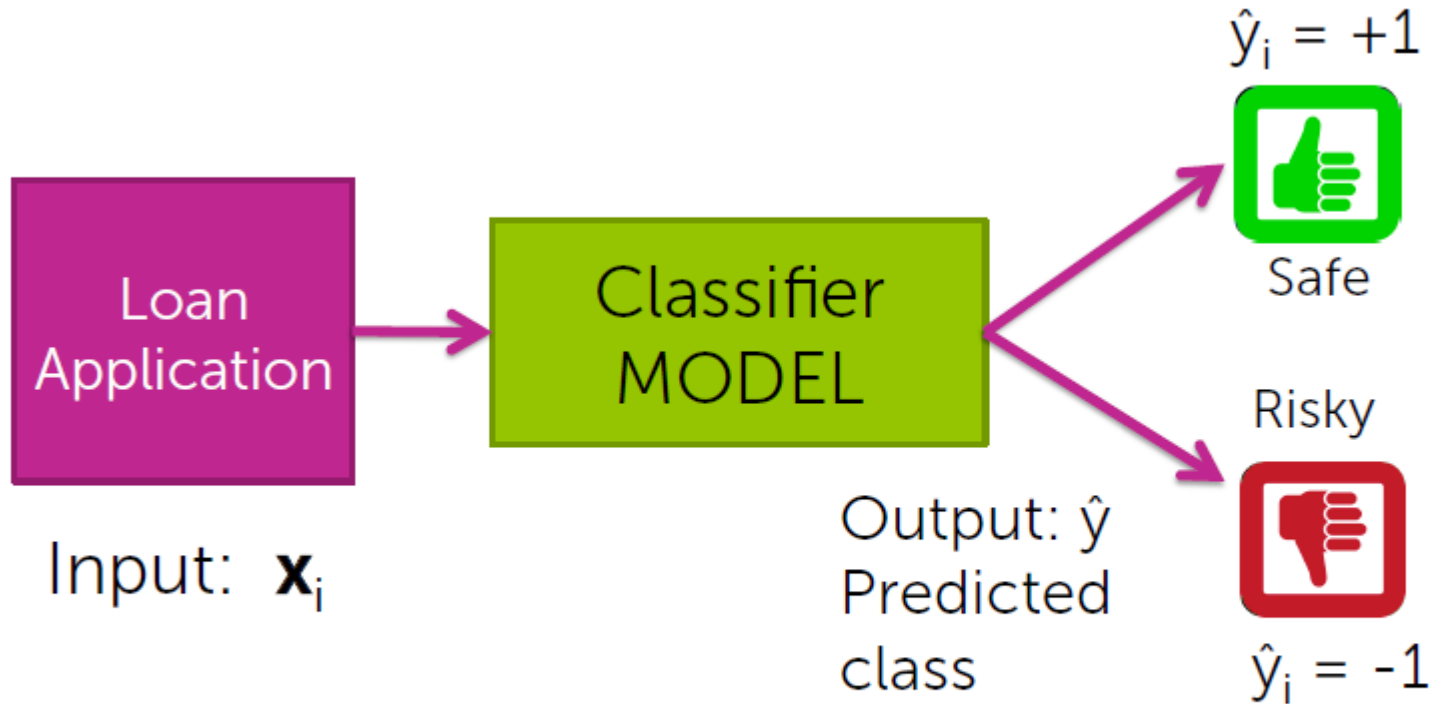 Loan
Application
Input: xᵢ
Classifier
MODEL
Output: ŷ
Predicted
class
ŷᵢ = +1
Safe
Risky
ŷᵢ = -1